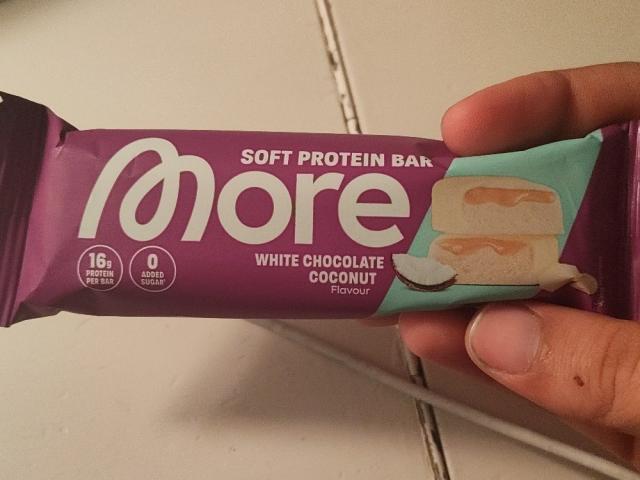 SOFT PROTEIN BAR
More
16g
PROTEIN
PER BAR
0
ADDED
SUGAR*
WHITE CHOCOLATE
COCONUT
Flavour